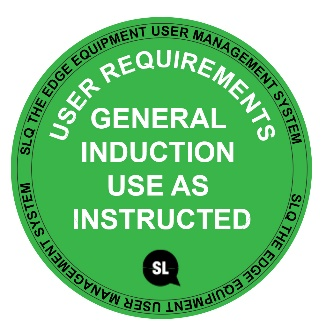 SLQ THE EDGE EQUIPMENT USER MANAGEMENT SYSTEM
USER REQUIREMENTS
GENERAL
INDUCTION
USE AS
INSTRUCTED
SL
SLQ THE EDGE EQUIPMENT USER MANAGEMENT SYSTEM